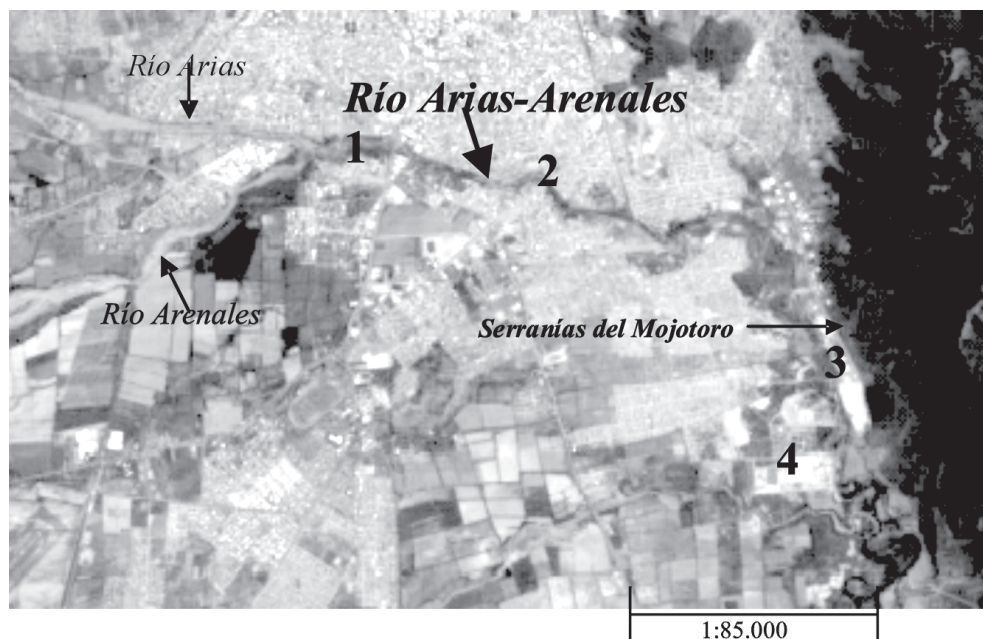 Río Arias
Río Arias-Arenales
1
2
Río Arenales
Serranías del Mojotoro
3
4
1:85.000